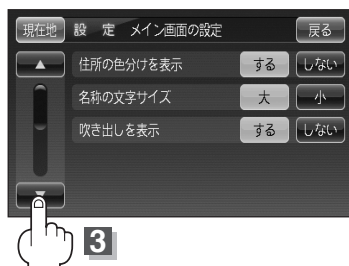 現在地 設 定 メイン画面の設定 戻る
▲ 住所の色分けを表示 する しない
名称の文字サイズ 大 小
吹き出しを表示 する しない
▼
3